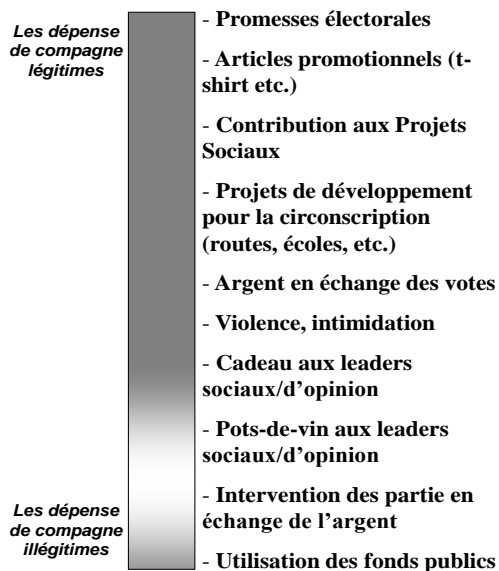 Les dépense
de compagne
légitimes
- Promesses électorales
- Articles promotionnels (t-
shirt etc.)
- Contribution aux Projets
Sociaux
- Projets de développement
pour la circonscription
(routes, écoles, etc.)
- Argent en échange des votes
- Violence, intimidation
- Cadeau aux leaders
sociaux/d’opinion
- Pots-de-vin aux leaders
sociaux/d’opinion
- Intervention des partie en
échange de l’argent
- Utilisation des fonds publics
Les dépense
de compagne
illégitimes